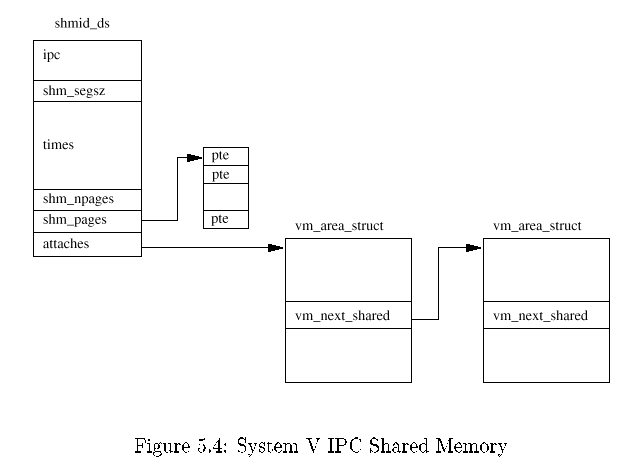 shmid_ds
ipc
shm_segsz
times
shm_npages
shm_pages
attaches
pte
pte
pte
vm_area_struct
vm_next_shared
vm_area_struct
vm_next_shared
Figure 5.4: System V IPC Shared Memory